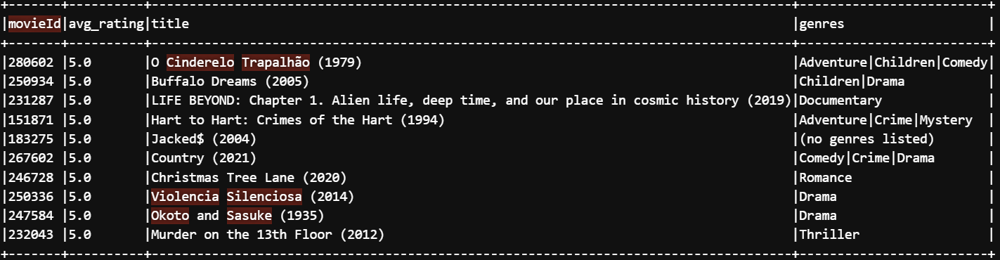 +-------+----------+-------------------------------------------------------------------------------------+-------------------------+
|movieId|avg_rating|title                                                                                |genres                   |
+-------+----------+-------------------------------------------------------------------------------------+-------------------------+
|280602 |5.0       |O Cinderelo Trapalhão (1979)                                                         |Adventure|Children|Comedy|
|250934 |5.0       |Buffalo Dreams (2005)                                                                |Children|Drama           |
|231287 |5.0       |LIFE BEYOND: Chapter 1. Alien life, deep time, and our place in cosmic history (2019)|Documentary              |
|151871 |5.0       |Hart to Hart: Crimes of the Hart (1994)                                              |Adventure|Crime|Mystery  |
|183275 |5.0       |Jacked$ (2004)                                                                       |(no genres listed)       |
|267602 |5.0       |Country (2021)                                                                       |Comedy|Crime|Drama       |
|246728 |5.0       |Christmas Tree Lane (2020)                                                           |Romance                  |
|250336 |5.0       |Violencia Silenciosa (2014)                                                          |Drama                    |
|247584 |5.0       |Okoto and Sasuke (1935)                                                              |Drama                    |
|232043 |5.0       |Murder on the 13th Floor (2012)                                                      |Thriller                 |
+-------+----------+-------------------------------------------------------------------------------------+-------------------------+